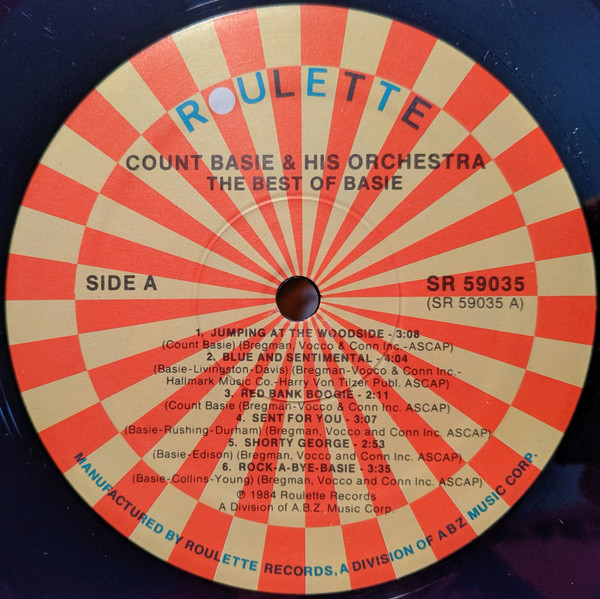 ROULETTE
COUNT BASIE & HIS ORCHESTRA
THE BEST OF BASIE
SIDE A
SR 59035
(SR 59035 A)
1. JUMPING AT THE WOODSIDE - 3:08
(Count Basie) (Bregman, Vocco & Conn Inc.-ASCAP)
2. BLUE AND SENTIMENTAL - 4:04
(Basie-Livingston-Davis) (Bregman-Vocco & Conn Inc.-
Hallmark Music Co.-Harry Von Tilzer Publ. ASCAP)
3. RED BANK BOOGIE - 2:11
(Count Basie (Bregman-Vocco & Conn Inc. ASCAP)
4. SENT FOR YOU - 3:07
(Basie-Rushing-Durham) (Bregman, Vocco and Conn Inc. ASCAP)
5. SHORTY GEORGE - 2:53
(Basie-Edison) (Bregman, Vocco and Conn Inc. ASCAP)
6. ROCK-A-BYE-BASIE - 3:35
(Basie-Collins-Young) (Bregman, Vocco and Conn Inc. ASCAP)
℗ 1984 Roulette Records
A Division of A.B.Z. Music Corp.
MANUFACTURED BY ROULETTE RECORDS, A DIVISION OF A B Z MUSIC CORP.